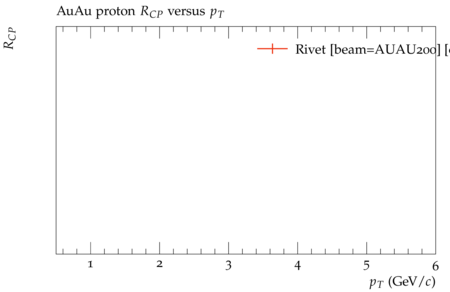 AuAu proton R_CP versus p_T
R_CP
Rivet [beam=AUAU200]
1 2 3 4 5 6
p_T (GeV/c)